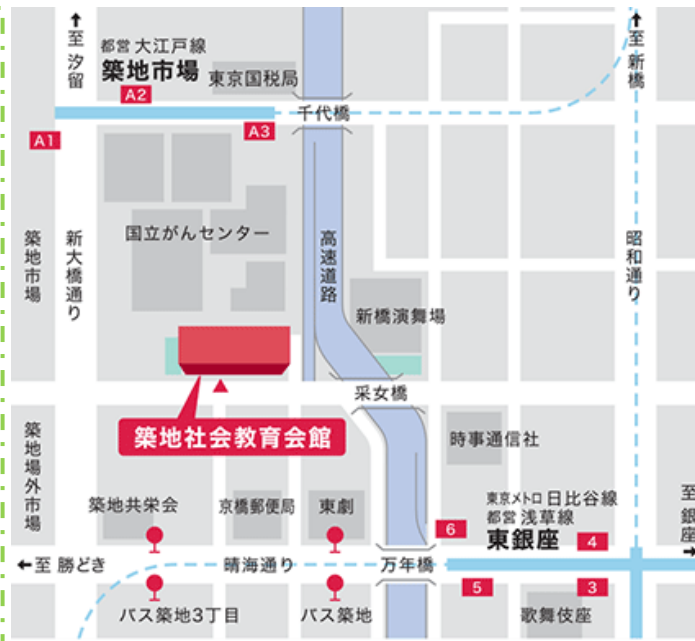 ↑至 汐留
都営 大江戸線
築地市場
A2
東京国税局
↑至 新橋
A1
A3
千代橋
築地市場
新大橋通り
国立がんセンター
高速道路
昭和通り
新橋演舞場
采女橋
築地社会教育会館
築地場外市場
時事通信社
築地共栄会
京橋郵便局
東劇
東京メトロ 日比谷線
都営 浅草線
東銀座
6
4
至 銀座→
←至 勝どき
晴海通り
万年橋
5
3
バス築地3丁目
バス築地
歌舞伎座